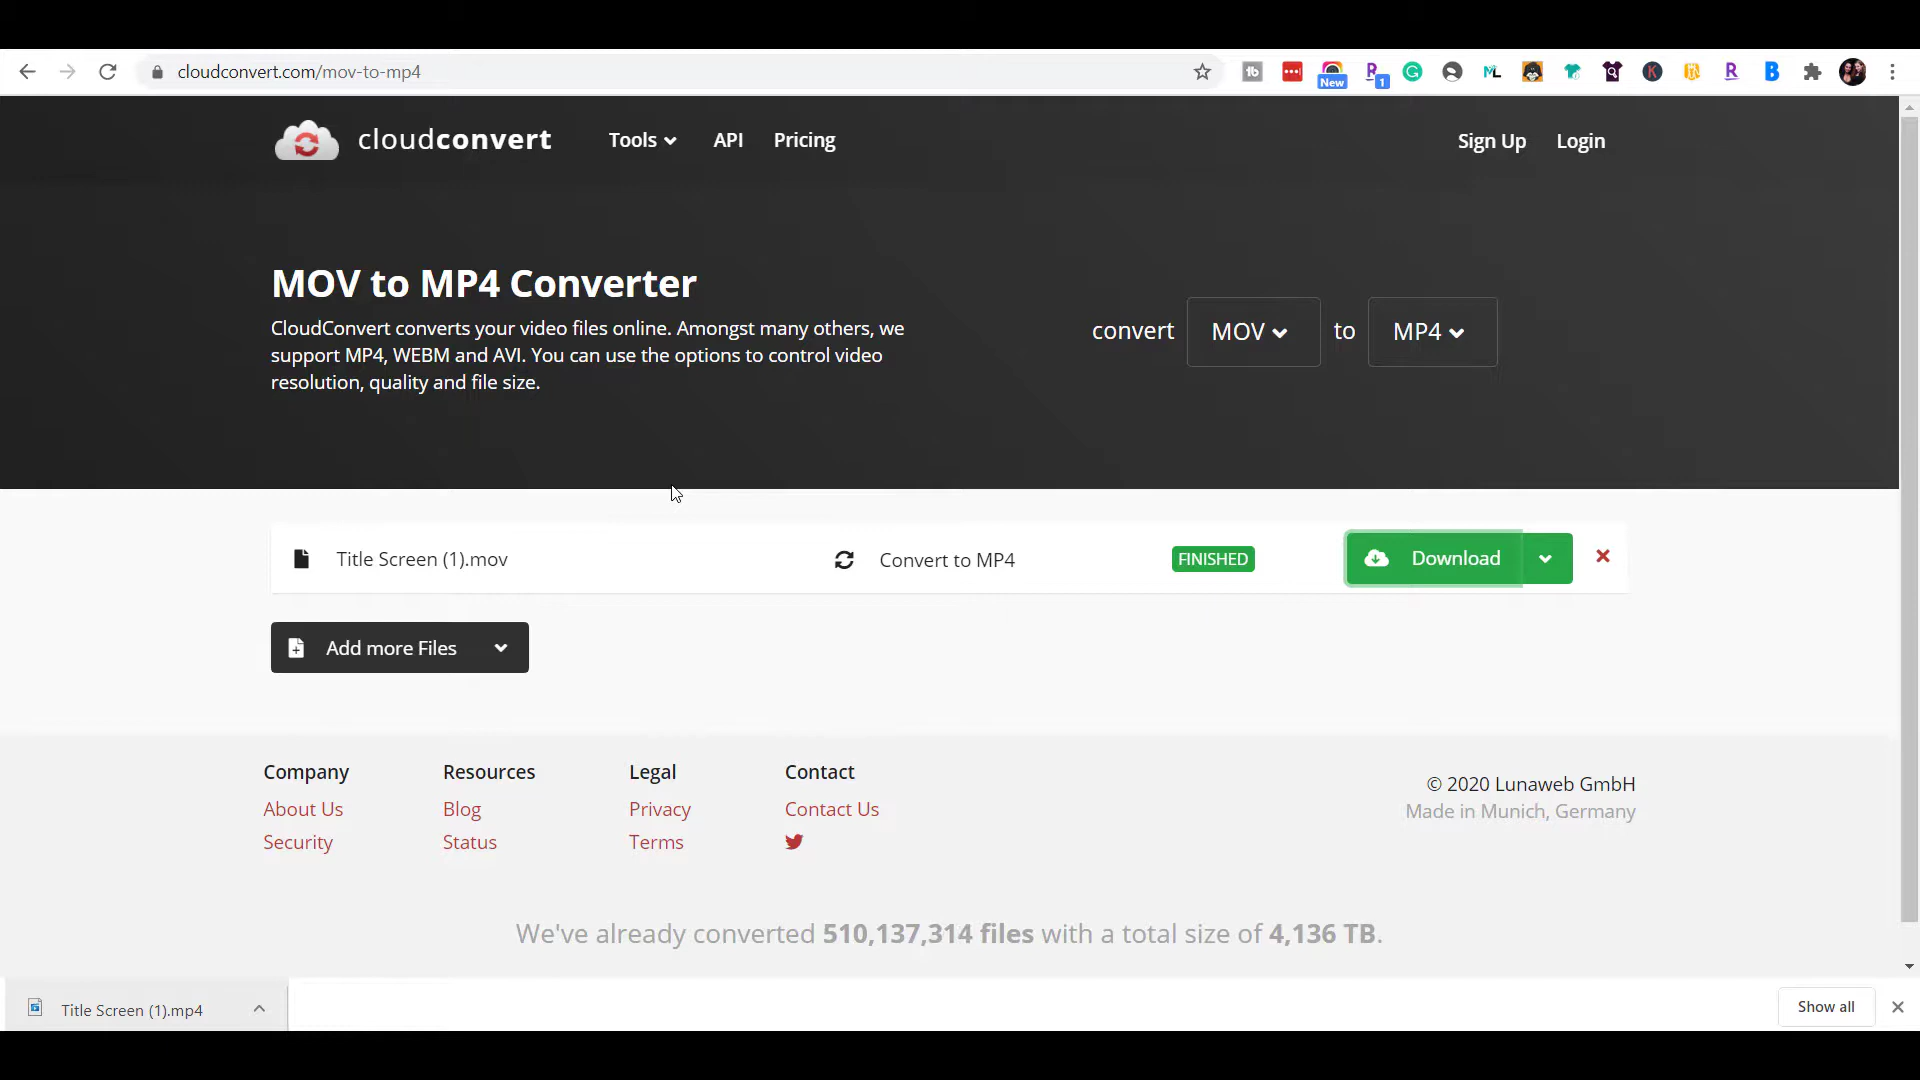 cloudconvert.com/mov-to-mp4
tb
New
R
1
G
ML
K
R
B
cloudconvert
Tools
API
Pricing
Sign Up
Login
MOV to MP4 Converter
CloudConvert converts your video files online. Amongst many others, we
support MP4, WEBM and AVI. You can use the options to control video
resolution, quality and file size.
convert
MOV
to
MP4
Title Screen (1).mov
Convert to MP4
FINISHED
Download
Add more Files
Company
Resources
Legal
Contact
About Us
Blog
Privacy
Contact Us
Security
Status
Terms
© 2020 Lunaweb GmbH
Made in Munich, Germany
We've already converted 510,137,314 files with a total size of 4,136 TB.
Title Screen (1).mp4
Show all